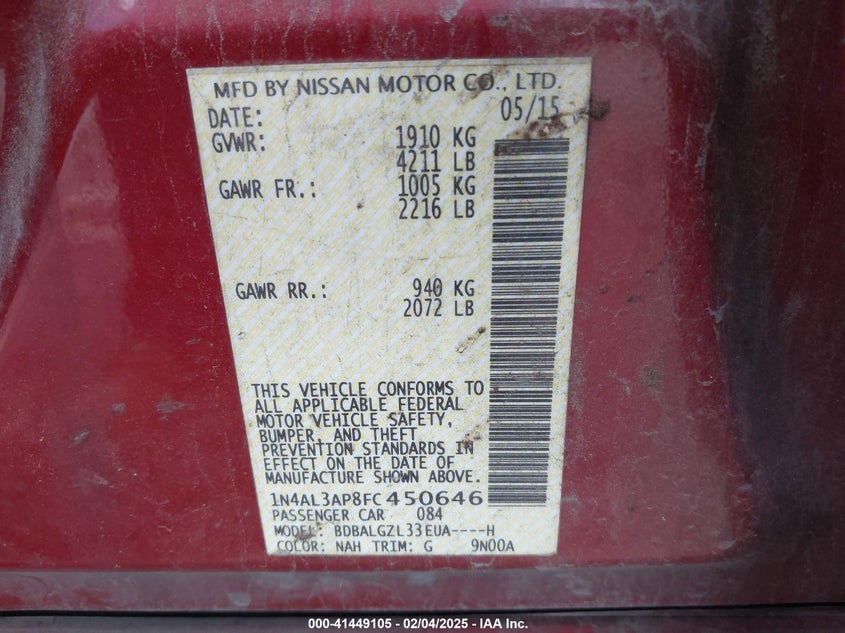 MFD BY NISSAN MOTOR CO., LTD.
DATE: 05/15
GVWR: 1910 KG
4211 LB
GAWR FR.: 1005 KG
2216 LB
GAWR RR.: 940 KG
2072 LB
THIS VEHICLE CONFORMS TO
ALL APPLICABLE FEDERAL
MOTOR VEHICLE SAFETY,
BUMPER, AND THEFT
PREVENTION STANDARDS IN
EFFECT ON THE DATE OF
MANUFACTURE SHOWN ABOVE.
1N4AL3AP8FC450646
PASSENGER CAR 084
MODEL: BDBALGZL33EUA----H
COLOR: NAH TRIM: G 9N00A
000-41449105 - 02/04/2025 - IAA Inc.